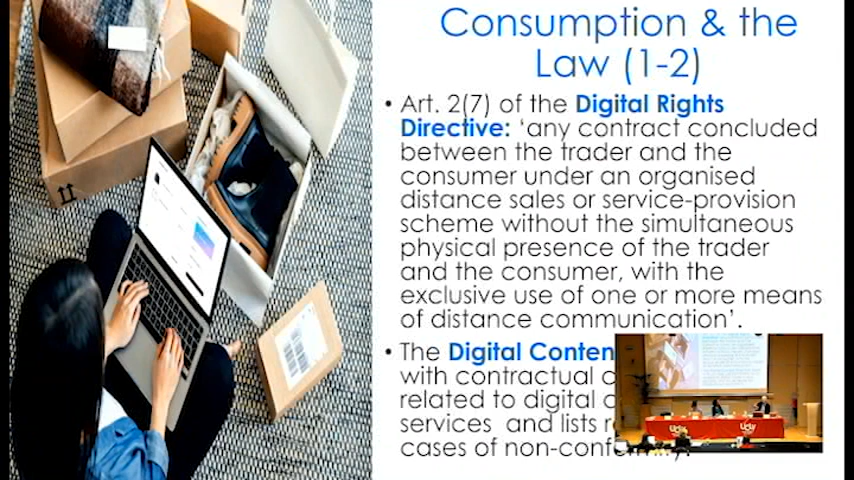 Consumption & the
Law (1-2)
• Art. 2(7) of the Digital Rights
Directive: ‘any contract concluded
between the trader and the
consumer under an organised
distance sales or service-provision
scheme without the simultaneous
physical presence of the trader
and the consumer, with the
exclusive use of one or more means
of distance communication’.
• The Digital
with contractual
related to digital
services and lists
cases of